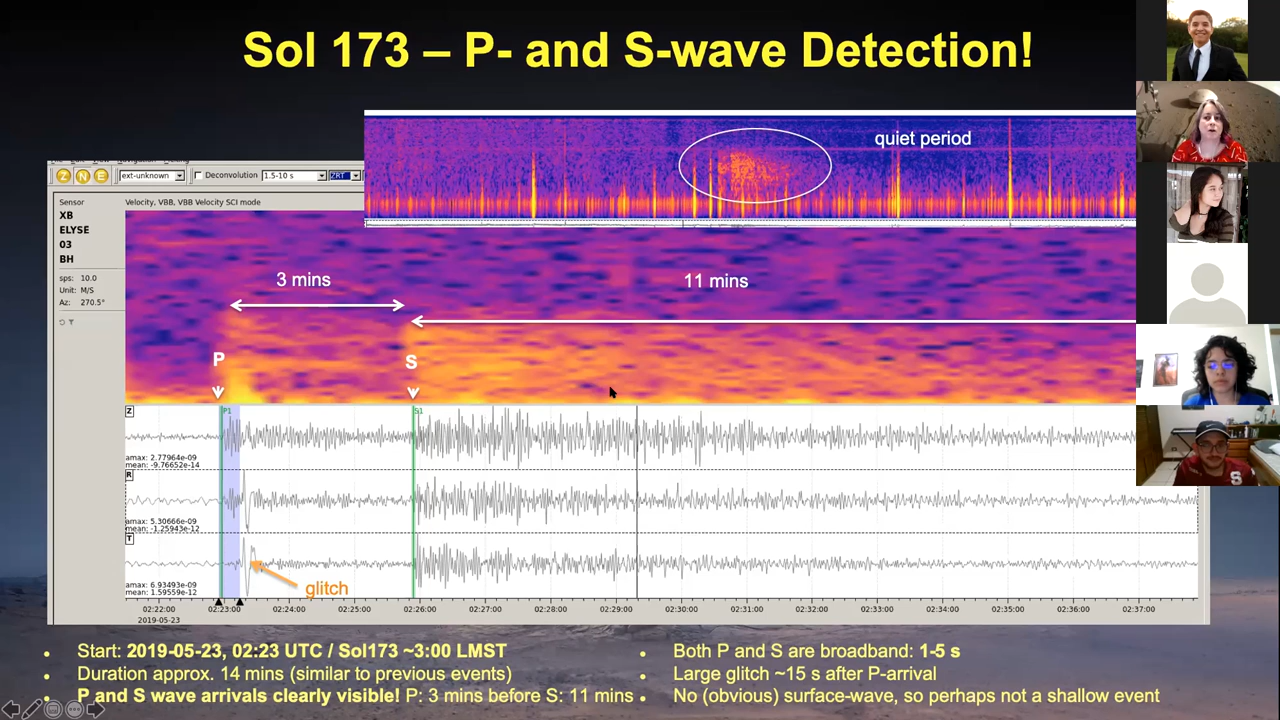 Sol 173 – P- and S-wave Detection!
quiet period
ext-unknown
Deconvolution
1.5-10 s
ZRT
Sensor
XB
ELYSE
03
BH
sps: 10.0
Unit: M/S
Az: 270.5°
Velocity, VBB, VBB Velocity SCI mode
3 mins
11 mins
P
S
Z
P1
S1
amax: 2.77964e-09
mean: -9.76652e-14
R
amax: 5.30666e-09
mean: -1.25943e-12
T
amax: 6.93493e-09
mean: 1.59559e-12
glitch
02:22:00 02:23:00 02:24:00 02:25:00 02:26:00 02:27:00 02:28:00 02:29:00 02:30:00 02:31:00 02:32:00 02:33:00 02:34:00 02:35:00 02:36:00 02:37:00
2019-05-23
• Start: 2019-05-23, 02:23 UTC / Sol173 ~3:00 LMST
• Duration approx. 14 mins (similar to previous events)
• P and S wave arrivals clearly visible! P: 3 mins before S: 11 mins
• Both P and S are broadband: 1-5 s
• Large glitch ~15 s after P-arrival
• No (obvious) surface-wave, so perhaps not a shallow event